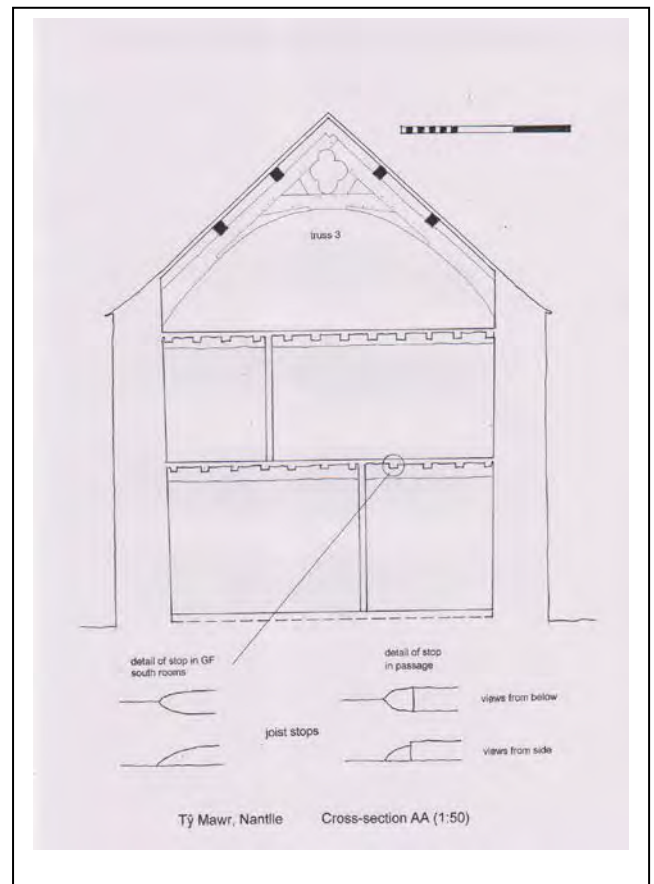 truss 3
detail of stop in GF
south rooms
detail of stop
in passage
views from below
joist stops
views from side
Tŷ Mawr, Nantlle Cross-section AA (1:50)